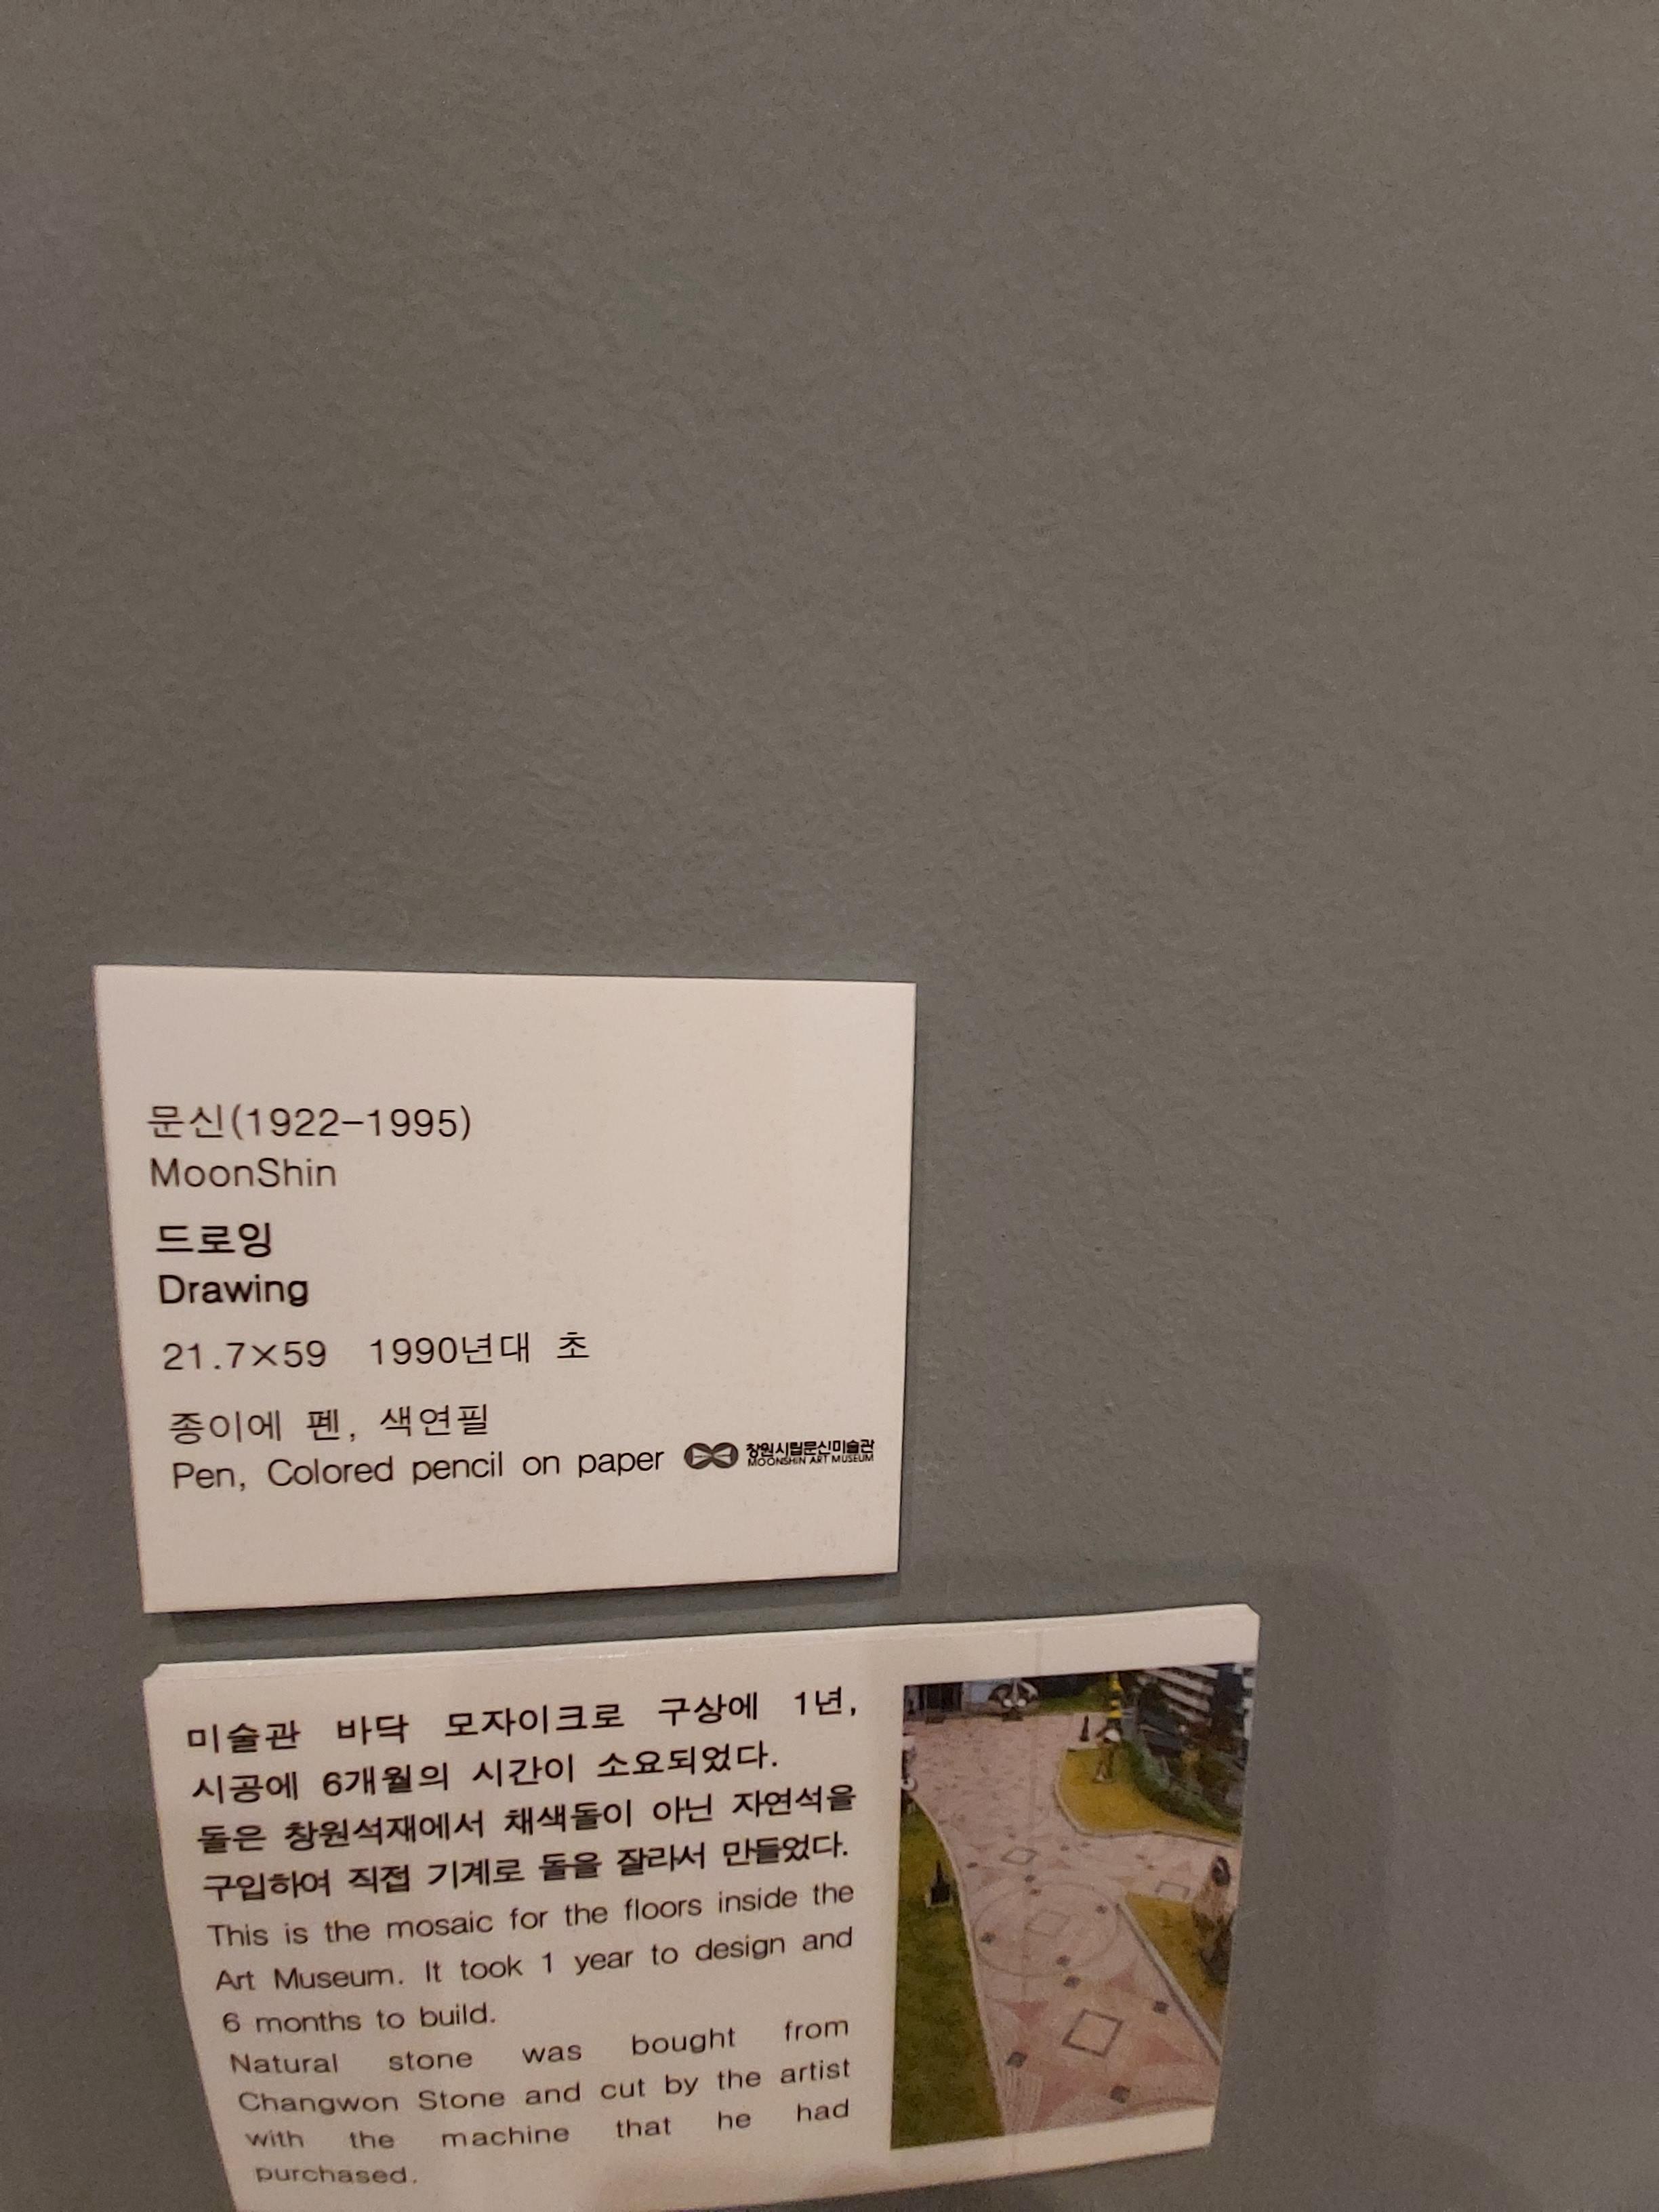 문신(1922-1995)
MoonShin
드로잉
Drawing
21.7×59 1990년대 초
종이에 펜, 색연필
Pen, Colored pencil on paper
창원시립문신미술관
MOONSHIN ART MUSEUM
미술관 바닥 모자이크로 구상에 1년,
시공에 6개월의 시간이 소요되었다.
돌은 창원석재에서 채색돌이 아닌 자연석을
구입하여 직접 기계로 돌을 잘라서 만들었다.
This is the mosaic for the floors inside the
Art Museum. It took 1 year to design and
6 months to build.
Natural stone was bought from
Changwon Stone and cut by the artist
with the machine that he had
purchased.